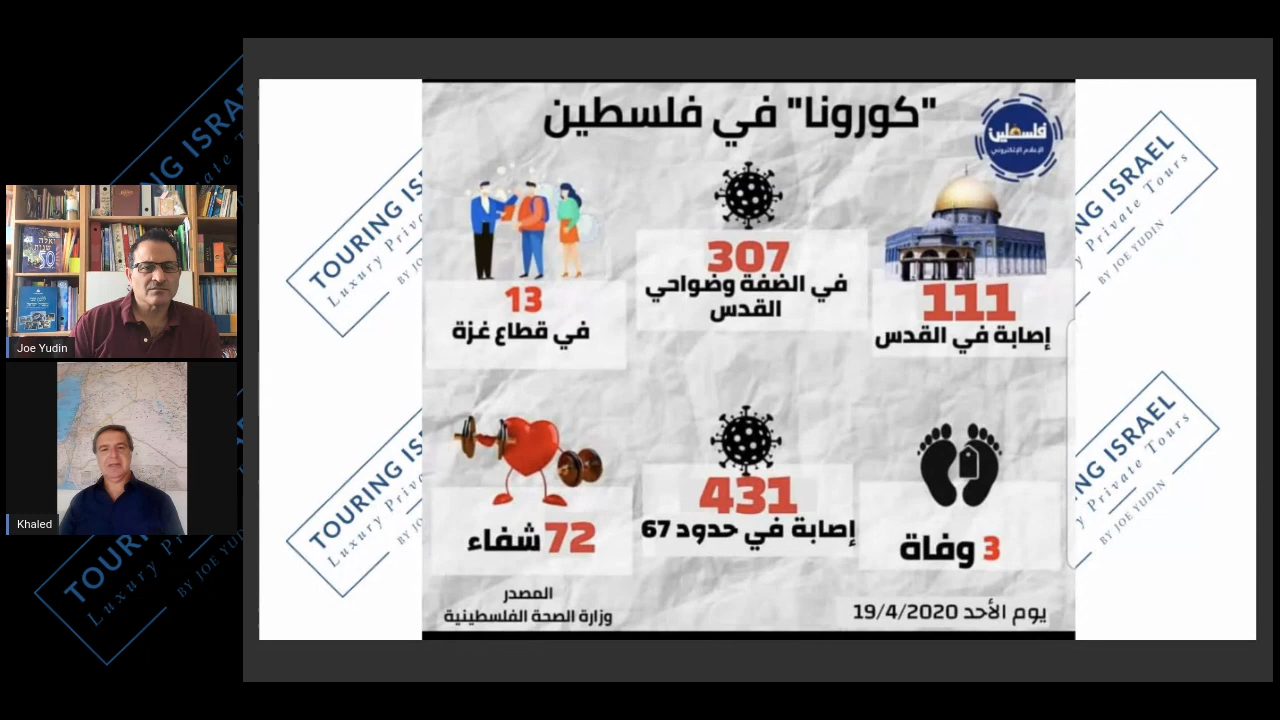 "كورونا" في فلسطين
فلسطين
الإعلام الإلكتروني
111
إصابة في القدس
307
في الضفة وضواحي
القدس
13
في قطاع غزة
3 وفاة
431
إصابة في حدود 67
72 شفاء
يوم الأحد 19/4/2020
المصدر
وزارة الصحة الفلسطينية
Joe Yudin
Khaled
TOURING ISRAEL
Luxury Private Tours
BY JOE YUDIN